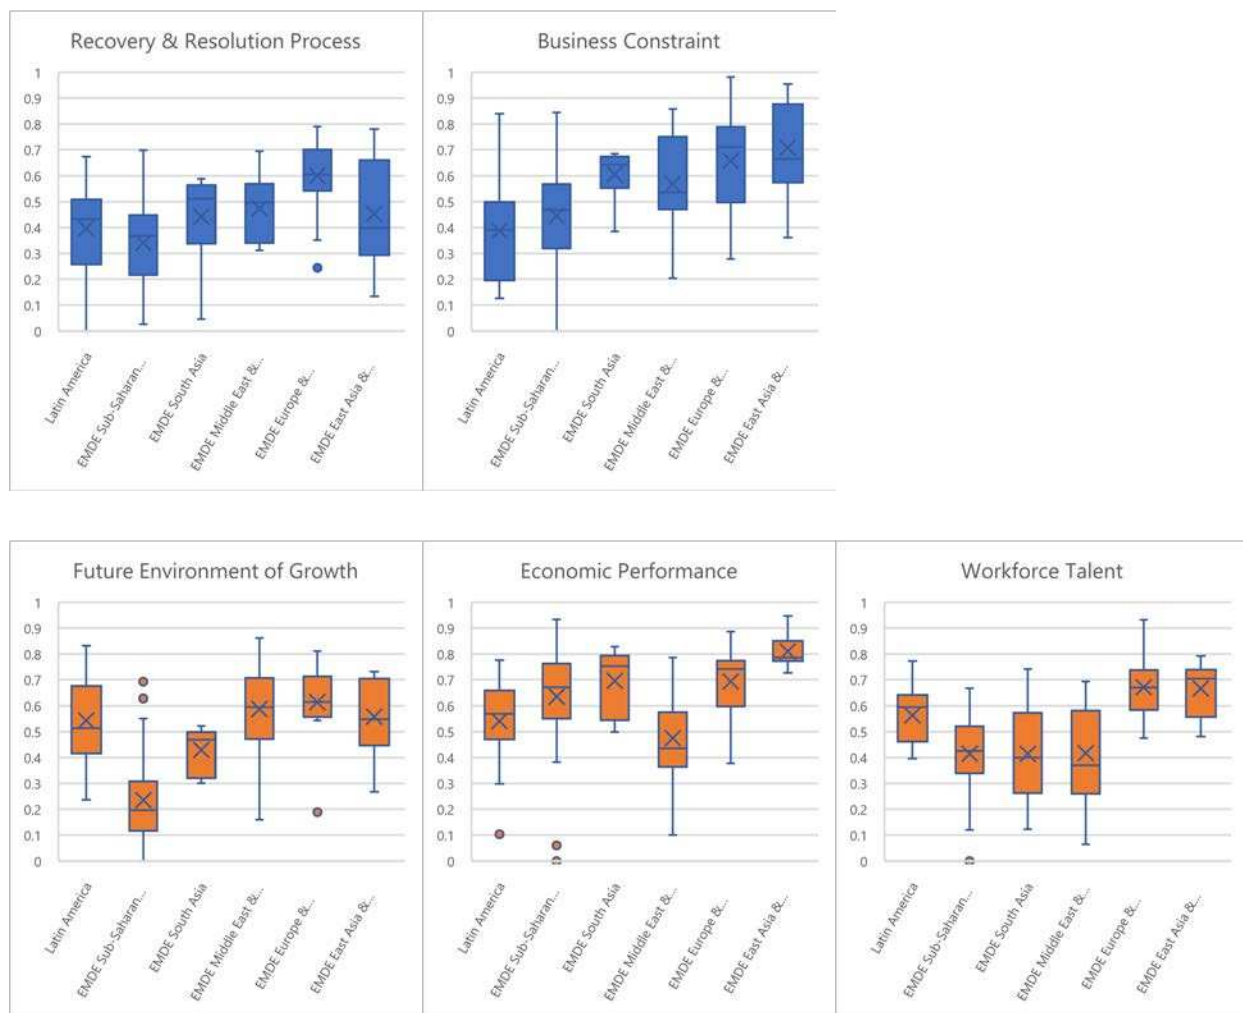 Recovery & Resolution Process
1
0.9
0.8
0.7
0.6
0.5
0.4
0.3
0.2
0.1
0
Latin America
EMDE Sub-Saharan...
EMDE South Asia
EMDE Middle East &...
EMDE Europe &...
EMDE East Asia &...
Business Constraint
1
0.9
0.8
0.7
0.6
0.5
0.4
0.3
0.2
0.1
0
Latin America
EMDE Sub-Saharan...
EMDE South Asia
EMDE Middle East &...
EMDE Europe &...
EMDE East Asia &...
Future Environment of Growth
1
0.9
0.8
0.7
0.6
0.5
0.4
0.3
0.2
0.1
0
Latin America
EMDE Sub-Saharan...
EMDE South Asia
EMDE Middle East &...
EMDE Europe &...
EMDE East Asia &...
Economic Performance
1
0.9
0.8
0.7
0.6
0.5
0.4
0.3
0.2
0.1
0
Latin America
EMDE Sub-Saharan...
EMDE South Asia
EMDE Middle East &...
EMDE Europe &...
EMDE East Asia &...
Workforce Talent
1
0.9
0.8
0.7
0.6
0.5
0.4
0.3
0.2
0.1
0
Latin America
EMDE Sub-Saharan...
EMDE South Asia
EMDE Middle East &...
EMDE Europe &...
EMDE East Asia &...